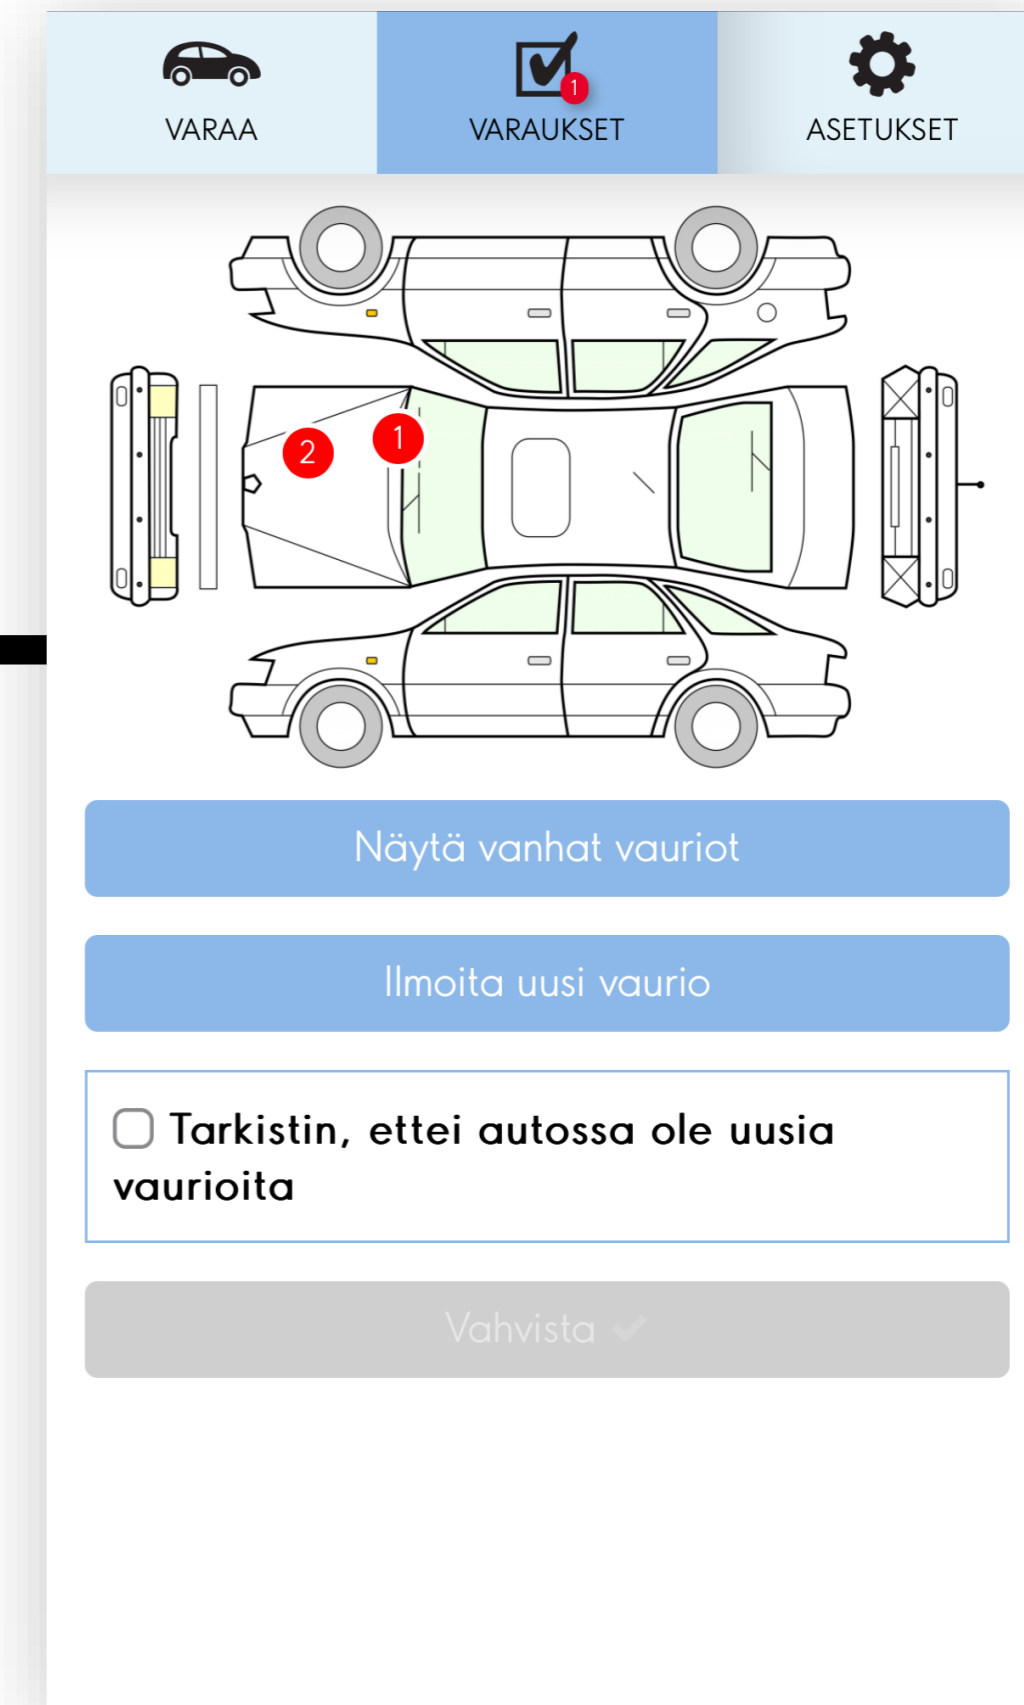 VARAA
VARAUKSET
1
ASETUKSET
1
2
Näytä vanhat vauriot
Ilmoita uusi vaurio
Tarkistin, ettei autossa ole uusia
vaurioita
Vahvista